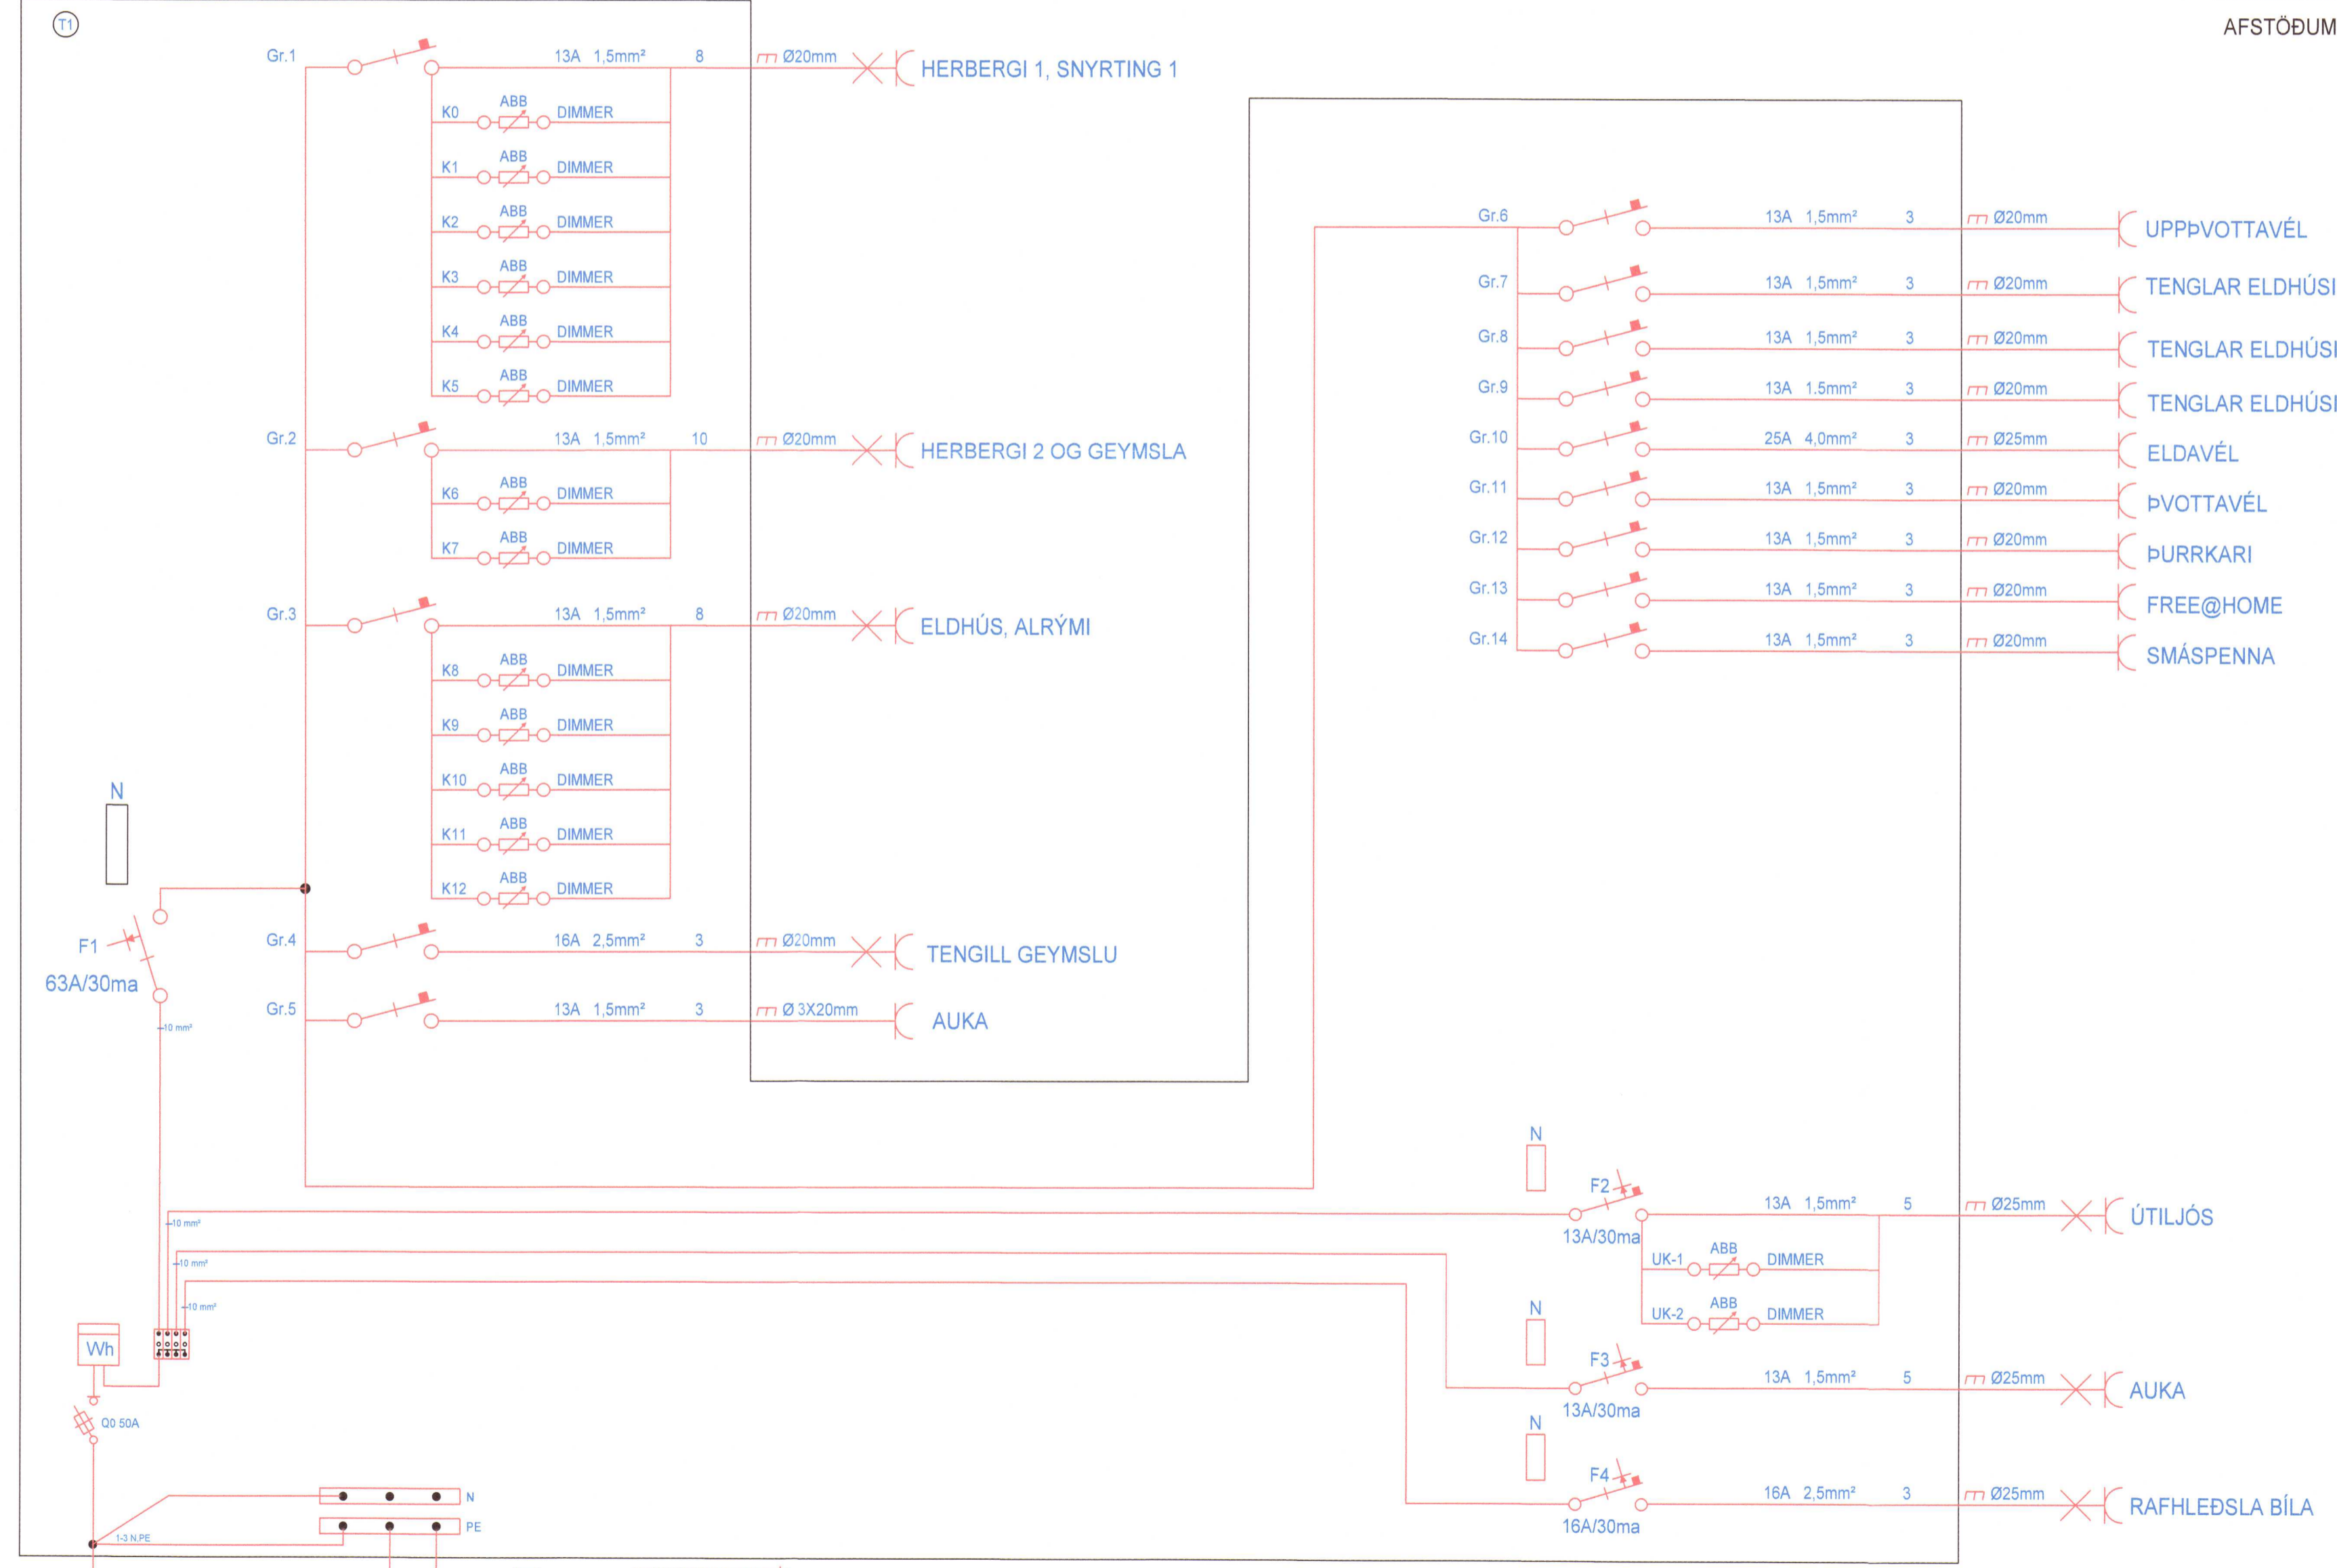 T1
AFSTÖÐUM
Gr.1 13A 1,5mm² 8 Ø20mm HERBERGI 1, SNYRTING 1
K0 ABB DIMMER
K1 ABB DIMMER
K2 ABB DIMMER
K3 ABB DIMMER
K4 ABB DIMMER
K5 ABB DIMMER
Gr.2 13A 1,5mm² 10 Ø20mm HERBERGI 2 OG GEYMSLA
K6 ABB DIMMER
K7 ABB DIMMER
Gr.3 13A 1,5mm² 8 Ø20mm ELDHÚS, ALRÝMI
K8 ABB DIMMER
K9 ABB DIMMER
K10 ABB DIMMER
K11 ABB DIMMER
K12 ABB DIMMER
Gr.4 16A 2,5mm² 3 Ø20mm TENGILL GEYMSLU
Gr.5 13A 1,5mm² 3 Ø 3X20mm AUKA
N
F1
63A/30ma
10 mm²
Gr.6 13A 1,5mm² 3 Ø20mm UPPÞVOTTAVÉL
Gr.7 13A 1,5mm² 3 Ø20mm TENGLAR ELDHÚSI
Gr.8 13A 1,5mm² 3 Ø20mm TENGLAR ELDHÚSI
Gr.9 13A 1.5mm² 3 Ø20mm TENGLAR ELDHÚSI
Gr.10 25A 4,0mm² 3 Ø25mm ELDAVÉL
Gr.11 13A 1,5mm² 3 Ø20mm ÞVOTTAVÉL
Gr.12 13A 1,5mm² 3 Ø20mm ÞURRKARI
Gr.13 13A 1,5mm² 3 Ø20mm FREE@HOME
Gr.14 13A 1,5mm² 3 Ø20mm SMÁSPENNA
10 mm²
10 mm²
10 mm²
N
F2 13A 1,5mm² 5 Ø25mm ÚTILJÓS
13A/30ma
UK-1 ABB DIMMER
UK-2 ABB DIMMER
N
F3 13A 1,5mm² 5 Ø25mm AUKA
13A/30ma
N
F4 16A 2,5mm² 3 Ø25mm RAFHLEÐSLA BÍLA
16A/30ma
Wh
Q0 50A
N
PE
1-3 N.PE